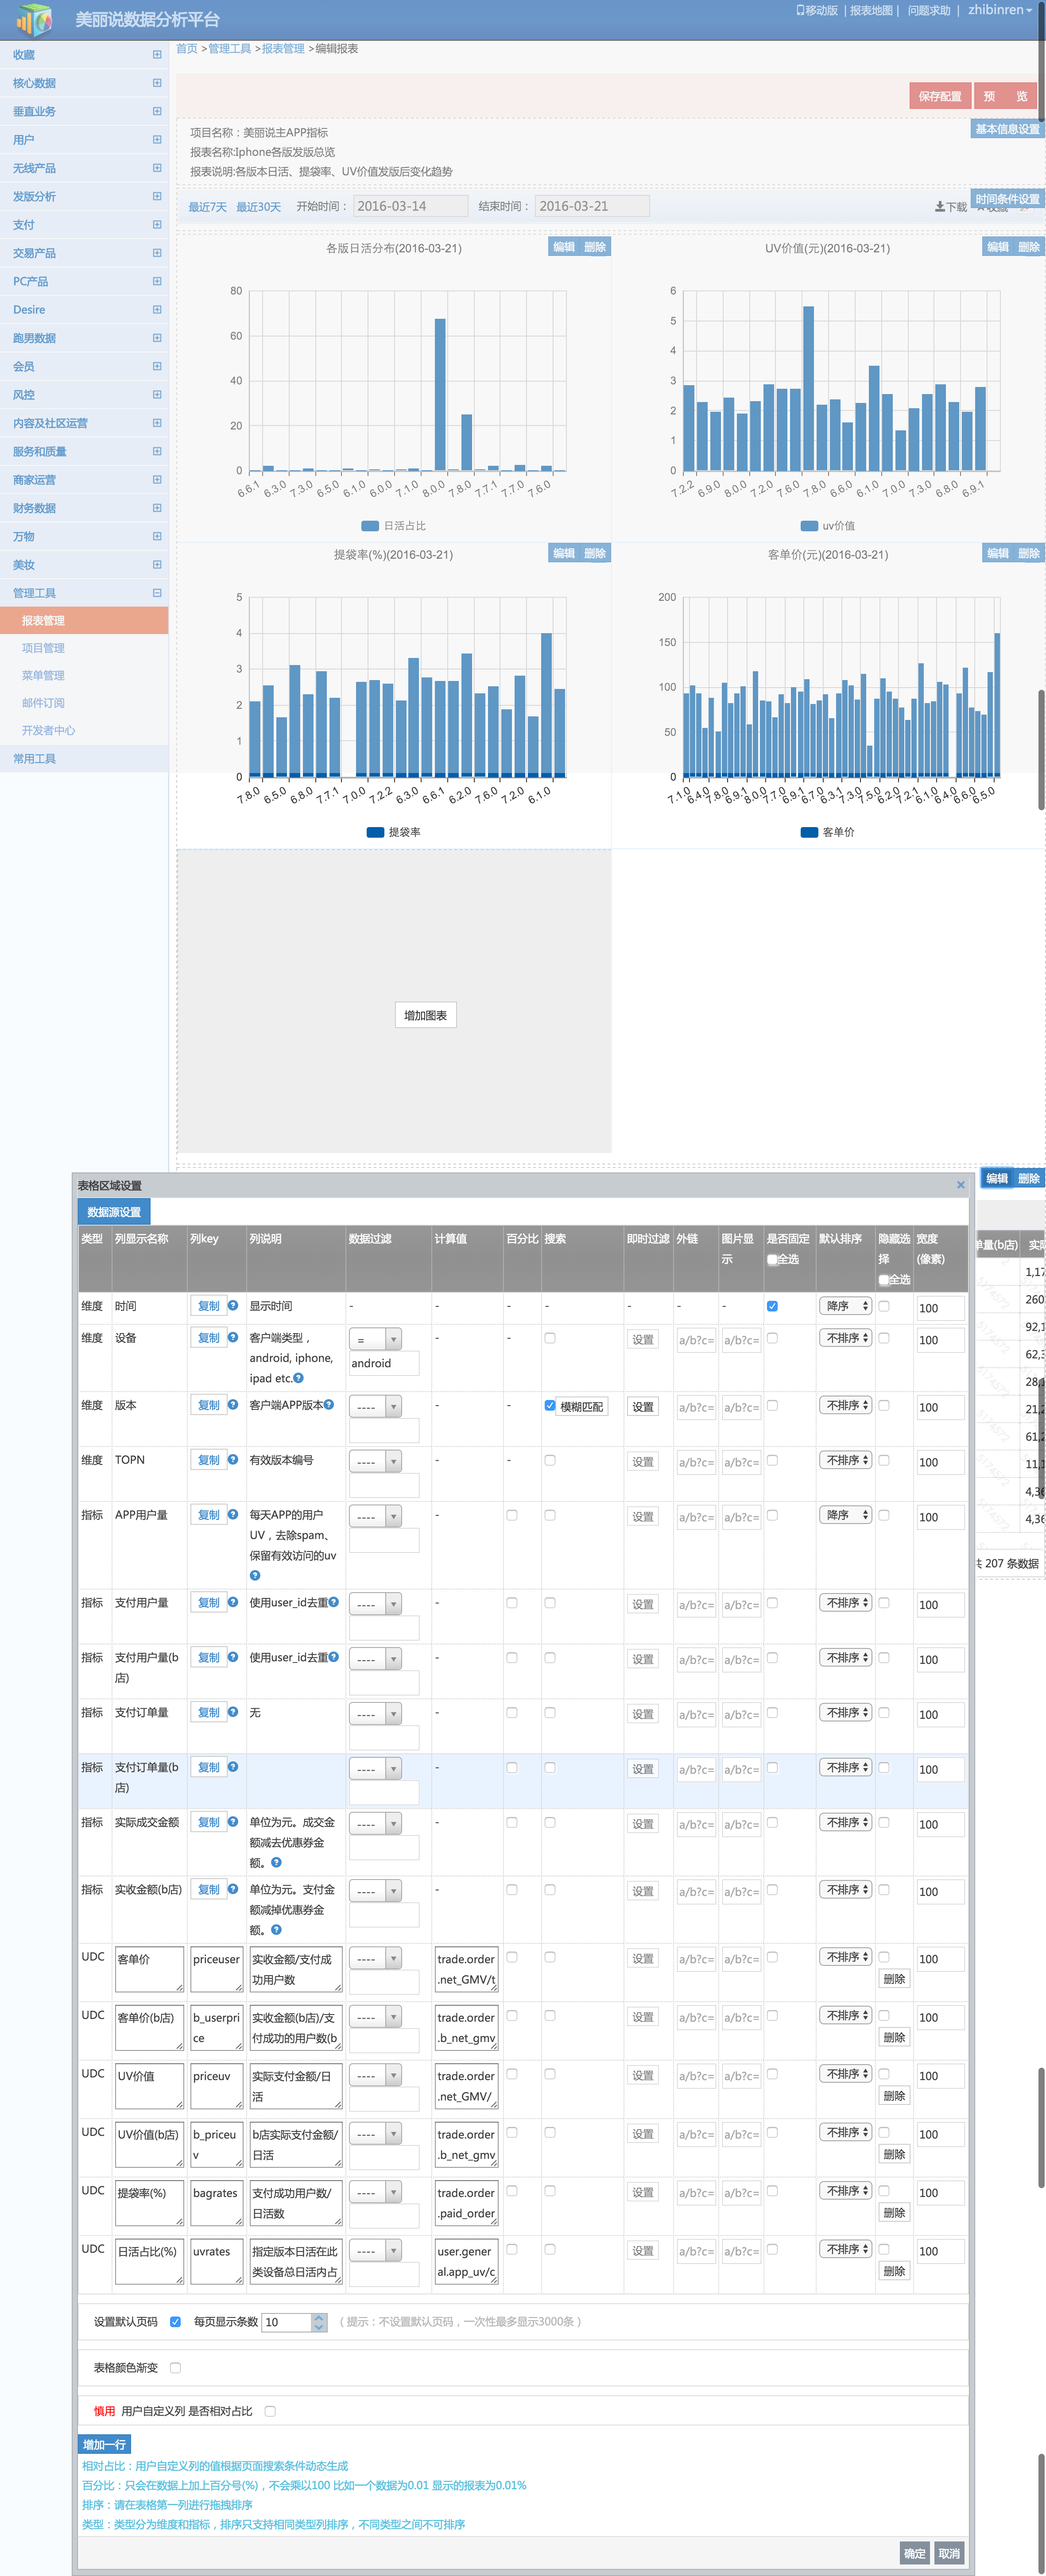 美丽说数据分析平台
移动版 | 报表地图 | 问题求助 | zhibinren
收藏
核心数据
垂直业务
用户
无线产品
发版分析
支付
交易产品
PC产品
Desire
跑男数据
会员
风控
内容及社区运营
服务和质量
商家运营
财务数据
万物
美妆
管理工具
报表管理
项目管理
菜单管理
邮件订阅
开发者中心
常用工具
首页 >管理工具 >报表管理 >编辑报表
保存配置 预 览
基本信息设置
项目名称：美丽说主APP指标
报表名称:Iphone各版发版总览
报表说明:各版本日活、提袋率、UV价值发版后变化趋势
时间条件设置
最近7天 最近30天 开始时间： 2016-03-14 结束时间： 2016-03-21 下载 收藏
各版日活分布(2016-03-21) 编辑 删除
80
60
40
20
0
6.6.1 6.3.0 7.3.0 6.5.0 6.1.0 6.0.0 7.1.0 8.0.0 7.8.0 7.7.1 7.7.0 7.6.0
日活占比
UV价值(元)(2016-03-21) 编辑 删除
6
5
4
3
2
1
0
7.2.2 6.9.0 8.0.0 7.2.0 7.6.0 7.8.0 6.6.0 6.1.0 7.0.0 7.3.0 6.8.0 6.9.1
uv价值
提袋率(%)(2016-03-21) 编辑 删除
5
4
3
2
1
0
7.8.0 6.5.0 6.8.0 7.7.1 7.0.0 7.2.2 6.3.0 6.6.1 6.2.0 7.6.0 7.2.0 6.1.0
提袋率
客单价(元)(2016-03-21) 编辑 删除
200
150
100
50
0
7.1.0 6.4.0 7.8.0 6.9.1 8.0.0 7.7.0 6.9.1 6.7.0 6.3.1 7.3.0 7.5.0 6.2.0 7.2.1 6.1.0 6.4.0 6.6.0 6.5.0
客单价
增加图表
编辑 删除
表格区域设置 ×
数据源设置
类型 列显示名称 列key 列说明 数据过滤 计算值 百分比 搜索 即时过滤 外链 图片显示 是否固定 全选 默认排序 隐藏选择 全选 宽度(像素)
维度 时间 复制 显示时间 - - - - - - - 降序 100
维度 设备 复制 客户端类型， = - - 设置 a/b?c= a/b?c= 不排序 100
android, iphone, android
ipad etc.
维度 版本 复制 客户端APP版本 ---- - - 模糊匹配 设置 a/b?c= a/b?c= 不排序 100
维度 TOPN 复制 有效版本编号 ---- - - 设置 a/b?c= a/b?c= 不排序 100
指标 APP用户量 复制 每天APP的用户 ---- - 设置 a/b?c= a/b?c= 降序 100
UV，去除spam、
保留有效访问的uv
指标 支付用户量 复制 使用user_id去重 ---- - 设置 a/b?c= a/b?c= 不排序 100
指标 支付用户量(b 复制 使用user_id去重 ---- - 设置 a/b?c= a/b?c= 不排序 100
店)
指标 支付订单量 复制 无 ---- - 设置 a/b?c= a/b?c= 不排序 100
指标 支付订单量(b 复制 ---- - 设置 a/b?c= a/b?c= 不排序 100
店)
指标 实际成交金额 复制 单位为元。成交金 ---- - 设置 a/b?c= a/b?c= 不排序 100
额减去优惠券金
额。
指标 实收金额(b店) 复制 单位为元。支付金 ---- - 设置 a/b?c= a/b?c= 不排序 100
额减掉优惠券金
额。
UDC 客单价 priceuser 实收金额/支付成 ---- trade.order 设置 a/b?c= a/b?c= 不排序 100
功用户数 .net_GMV/t 删除
UDC 客单价(b店) b_userpri 实收金额(b店)/支 ---- trade.order 设置 a/b?c= a/b?c= 不排序 100
ce 付成功的用户数(b .b_net_gmv 删除
UDC UV价值 priceuv 实际支付金额/日 ---- trade.order 设置 a/b?c= a/b?c= 不排序 100
活 .net_GMV/ 删除
UDC UV价值(b店) b_priceu b店实际支付金额/ ---- trade.order 设置 a/b?c= a/b?c= 不排序 100
v 日活 .b_net_gmv 删除
UDC 提袋率(%) bagrates 支付成功用户数/ ---- trade.order 设置 a/b?c= a/b?c= 不排序 100
日活数 .paid_order 删除
UDC 日活占比(%) uvrates 指定版本日活在此 ---- user.gener 设置 a/b?c= a/b?c= 不排序 100
类设备总日活内占 al.app_uv/c 删除
单量(b店) 实际
1,17
260
92,1
62,3
21,2
61,2
11,1
4,36
4,36
共 207 条数据
设置默认页码 每页显示条数 10 （ 提示：不设置默认页码，一次性最多显示3000条 ）
表格颜色渐变
慎用 用户自定义列 是否相对占比
增加一行
相对占比：用户自定义列的值根据页面搜索条件动态生成
百分比：只会在数据上加上百分号(%)，不会乘以100 比如一个数据为0.01 显示的报表为0.01%
排序：请在表格第一列进行拖拽排序
类型：类型分为维度和指标，排序只支持相同类型列排序，不同类型之间不可排序
确定 取消